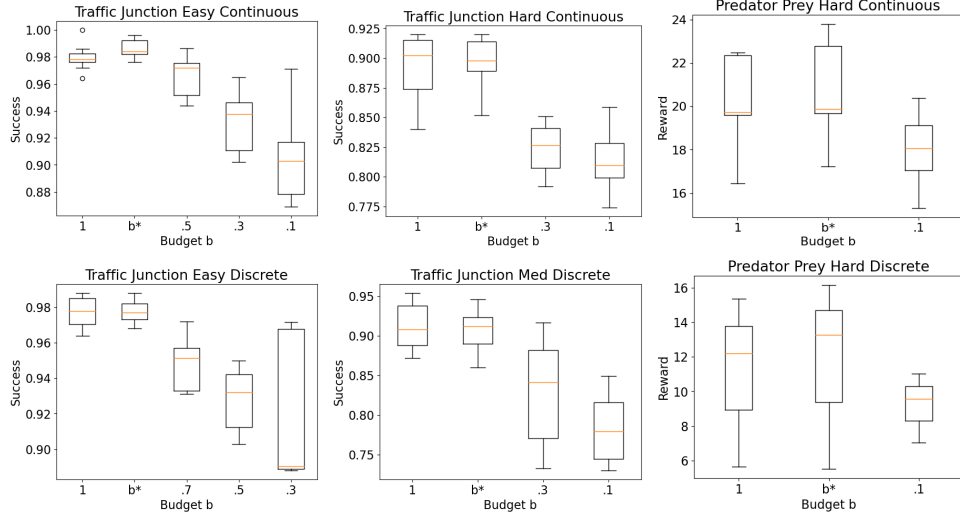 Traffic Junction Easy Continuous
1.00
0.98
0.96
0.94
0.92
0.90
0.88
Success
1 b* .5 .3 .1
Budget b
Traffic Junction Hard Continuous
0.925
0.900
0.875
0.850
0.825
0.800
0.775
Success
1 b* .3 .1
Budget b
Predator Prey Hard Continuous
24
22
20
18
16
Reward
1 b* .1
Budget b
Traffic Junction Easy Discrete
0.98
0.96
0.94
0.92
0.90
Success
1 b* .7 .5 .3
Budget b
Traffic Junction Med Discrete
0.95
0.90
0.85
0.80
0.75
Success
1 b* .3 .1
Budget b
Predator Prey Hard Discrete
16
14
12
10
8
6
Reward
1 b* .1
Budget b